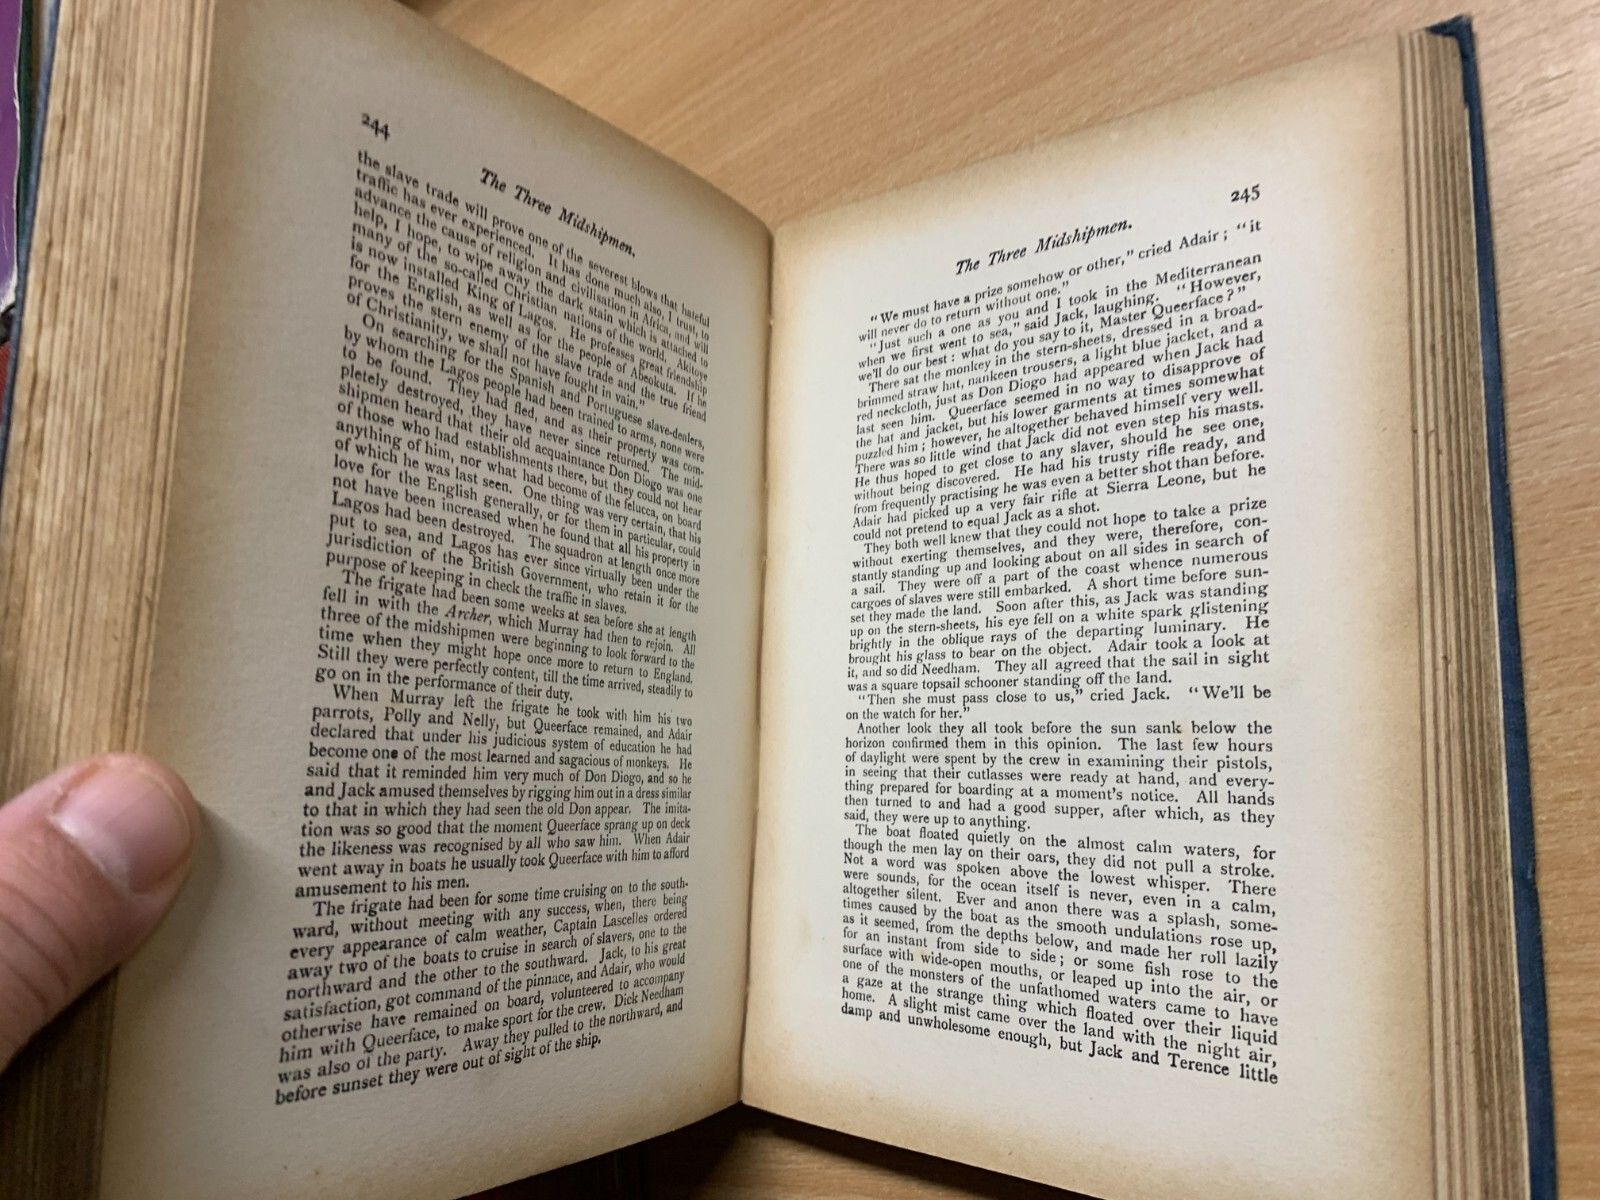 244
The Three Midshipmen.
the slave trade will prove one of the severest blows that hateful
traffic has ever experienced. It has done much also, I trust, to
advance the cause of religion and civilisation in Africa, and will
help, I hope, to wipe away the dark stain which is attached to
many of the so-called Christian nations of the world. Akitoye
is now installed King of Lagos. He professes great friendship
for the English, as well as for the people of Abeokuta. If he
proves the stern enemy of the slave trade and the true friend
of Christianity, we shall not have fought in vain."
On searching for the Spanish and Portuguese slave-dealers,
by whom the Lagos people had been trained to arms, none were
to be found. They had fled, and as their property was com-
pletely destroyed, they have never since returned. The mid-
shipmen heard that their old acquaintance Don Diogo was one
of those who had establishments there, but they could not hear
anything of him, nor what had become of the felucca, on board
of which he was last seen. One thing was very certain, that his
love for the English generally, or for them in particular, could
not have been increased when he found that all his property in
Lagos had been destroyed. The squadron at length once more
put to sea, and Lagos has ever since virtually been under the
jurisdiction of the British Government, who retain it for the
purpose of keeping in check the traffic in slaves.
The frigate had been some weeks at sea before she at length
fell in with the Archer, which Murray had then to rejoin. All
three of the midshipmen were beginning to look forward to the
time when they might hope once more to return to England.
Still they were perfectly content, till the time arrived, steadily to
go on in the performance of their duty.
When Murray left the frigate he took with him his two
parrots, Polly and Nelly, but Queerface remained, and Adair
declared that under his judicious system of education he had
become one of the most learned and sagacious of monkeys. He
said that it reminded him very much of Don Diogo, and so he
and Jack amused themselves by rigging him out in a dress similar
to that in which they had seen the old Don appear. The imita-
tion was so good that the moment Queerface sprang up on deck
the likeness was recognised by all who saw him. When Adair
went away in boats he usually took Queerface with him to afford
amusement to his men.
The frigate had been for some time cruising on to the south-
ward, without meeting with any success, when, there being
every appearance of calm weather, Captain Lascelles ordered
away two of the boats to cruise in search of slavers, one to the
northward and the other to the southward. Jack, to his great
satisfaction, got command of the pinnace, and Adair, who would
otherwise have remained on board, volunteered to accompany
him with Queerface, to make sport for the crew. Dick Needham
was also of the party. Away they pulled to the northward, and
before sunset they were out of sight of the ship.
245
The Three Midshipmen.
"We must have a prize somehow or other," cried Adair; "it
will never do to return without one."
"Just such a one as you and I took in the Mediterranean
when we first went to sea," said Jack, laughing. "However,
we'll do our best: what do you say to it, Master Queerface?"
There sat the monkey in the stern-sheets, dressed in a broad-
brimmed straw hat, nankeen trousers, a light blue jacket, and a
red neckcloth, just as Don Diogo had appeared when Jack had
last seen him. Queerface seemed in no way to disapprove of
the hat and jacket, but his lower garments at times somewhat
puzzled him; however, he altogether behaved himself very well.
There was so little wind that Jack did not even step his masts.
He thus hoped to get close to any slaver, should he see one,
without being discovered. He had his trusty rifle ready, and
from frequently practising he was even a better shot than before.
Adair had picked up a very fair rifle at Sierra Leone, but he
could not pretend to equal Jack as a shot.
They both well knew that they could not hope to take a prize
without exerting themselves, and they were, therefore, con-
stantly standing up and looking about on all sides in search of
a sail. They were off a part of the coast whence numerous
cargoes of slaves were still embarked. A short time before sun-
set they made the land. Soon after this, as Jack was standing
up on the stern-sheets, his eye fell on a white spark glistening
brightly in the oblique rays of the departing luminary. He
brought his glass to bear on the object. Adair took a look at
it, and so did Needham. They all agreed that the sail in sight
was a square topsail schooner standing off the land.
"Then she must pass close to us," cried Jack. "We'll be
on the watch for her."
Another look they all took before the sun sank below the
horizon confirmed them in this opinion. The last few hours
of daylight were spent by the crew in examining their pistols,
in seeing that their cutlasses were ready at hand, and every-
thing prepared for boarding at a moment's notice. All hands
then turned to and had a good supper, after which, as they
said, they were up to anything.
The boat floated quietly on the almost calm waters, for
though the men lay on their oars, they did not pull a stroke.
Not a word was spoken above the lowest whisper. There
were sounds, for the ocean itself is never, even in a calm,
altogether silent. Ever and anon there was a splash, some-
times caused by the boat as the smooth undulations rose up,
as it seemed, from the depths below, and made her roll lazily
for an instant from side to side; or some fish rose to the
surface with wide-open mouths, or leaped up into the air, or
one of the monsters of the unfathomed waters came to have
a gaze at the strange thing which floated over their liquid
home. A slight mist came over the land with the night air,
damp and unwholesome enough, but Jack and Terence little